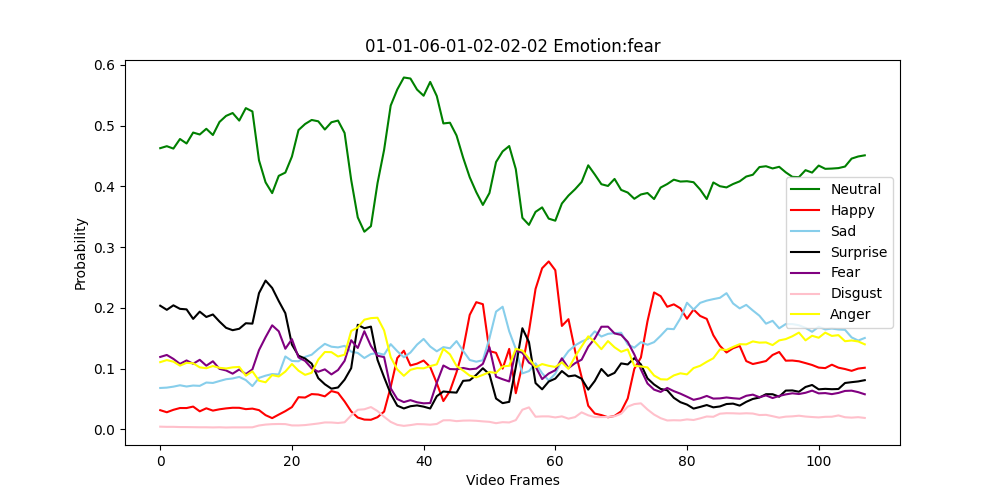 01-01-06-01-02-02-02 Emotion:fear
Probability
0.6
0.5
0.4
0.3
0.2
0.1
0.0
Neutral
Happy
Sad
Surprise
Fear
Disgust
Anger
0 20 40 60 80 100
Video Frames